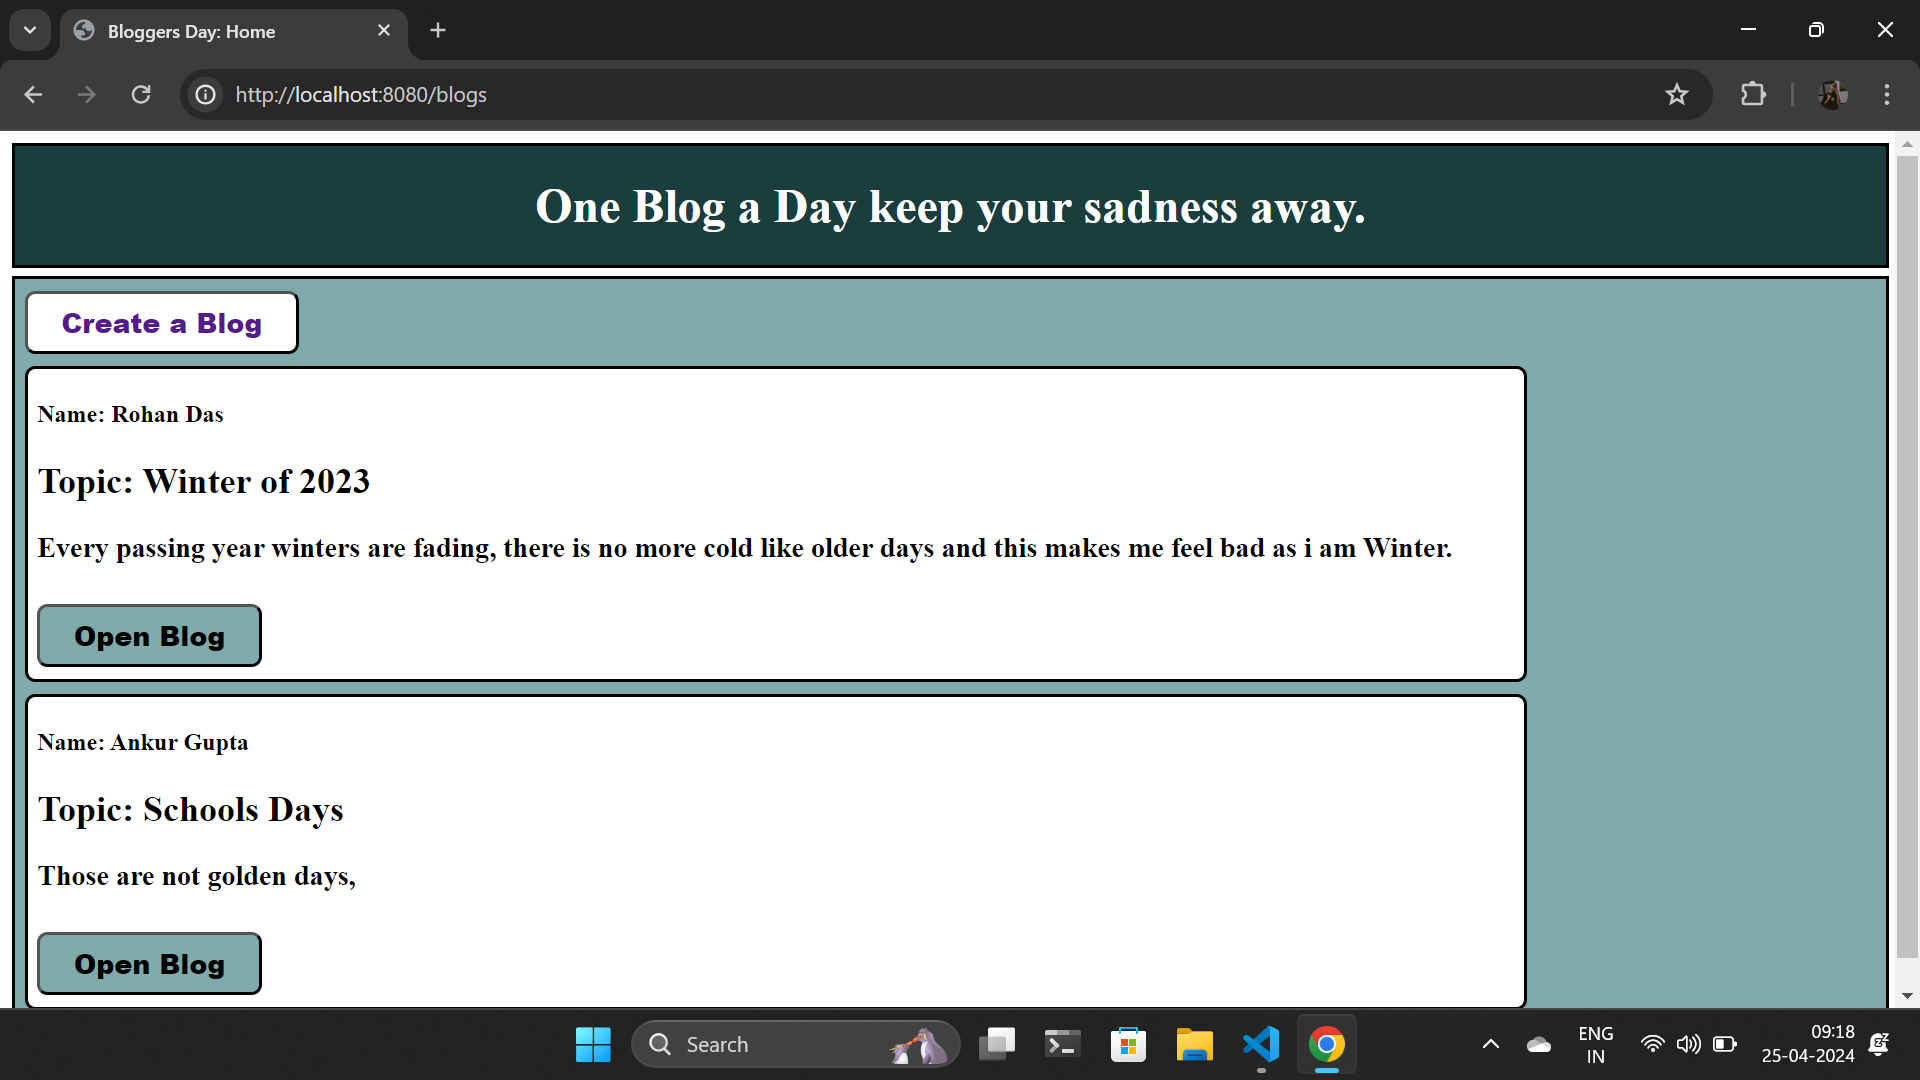 Bloggers Day: Home
http://localhost:8080/blogs
One Blog a Day keep your sadness away.
Create a Blog
Name: Rohan Das
Topic: Winter of 2023
Every passing year winters are fading, there is no more cold like older days and this makes me feel bad as i am Winter.
Open Blog
Name: Ankur Gupta
Topic: Schools Days
Those are not golden days,
Open Blog
Search
ENG
IN
09:18
25-04-2024